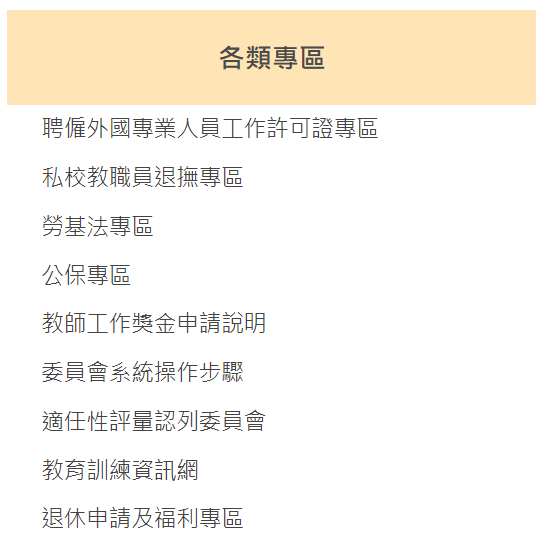 各類專區
聘僱外國專業人員工作許可證專區
私校教職員退撫專區
勞基法專區
公保專區
教師工作獎金申請說明
委員會系統操作步驟
適任性評量認列委員會
教育訓練資訊網
退休申請及福利專區